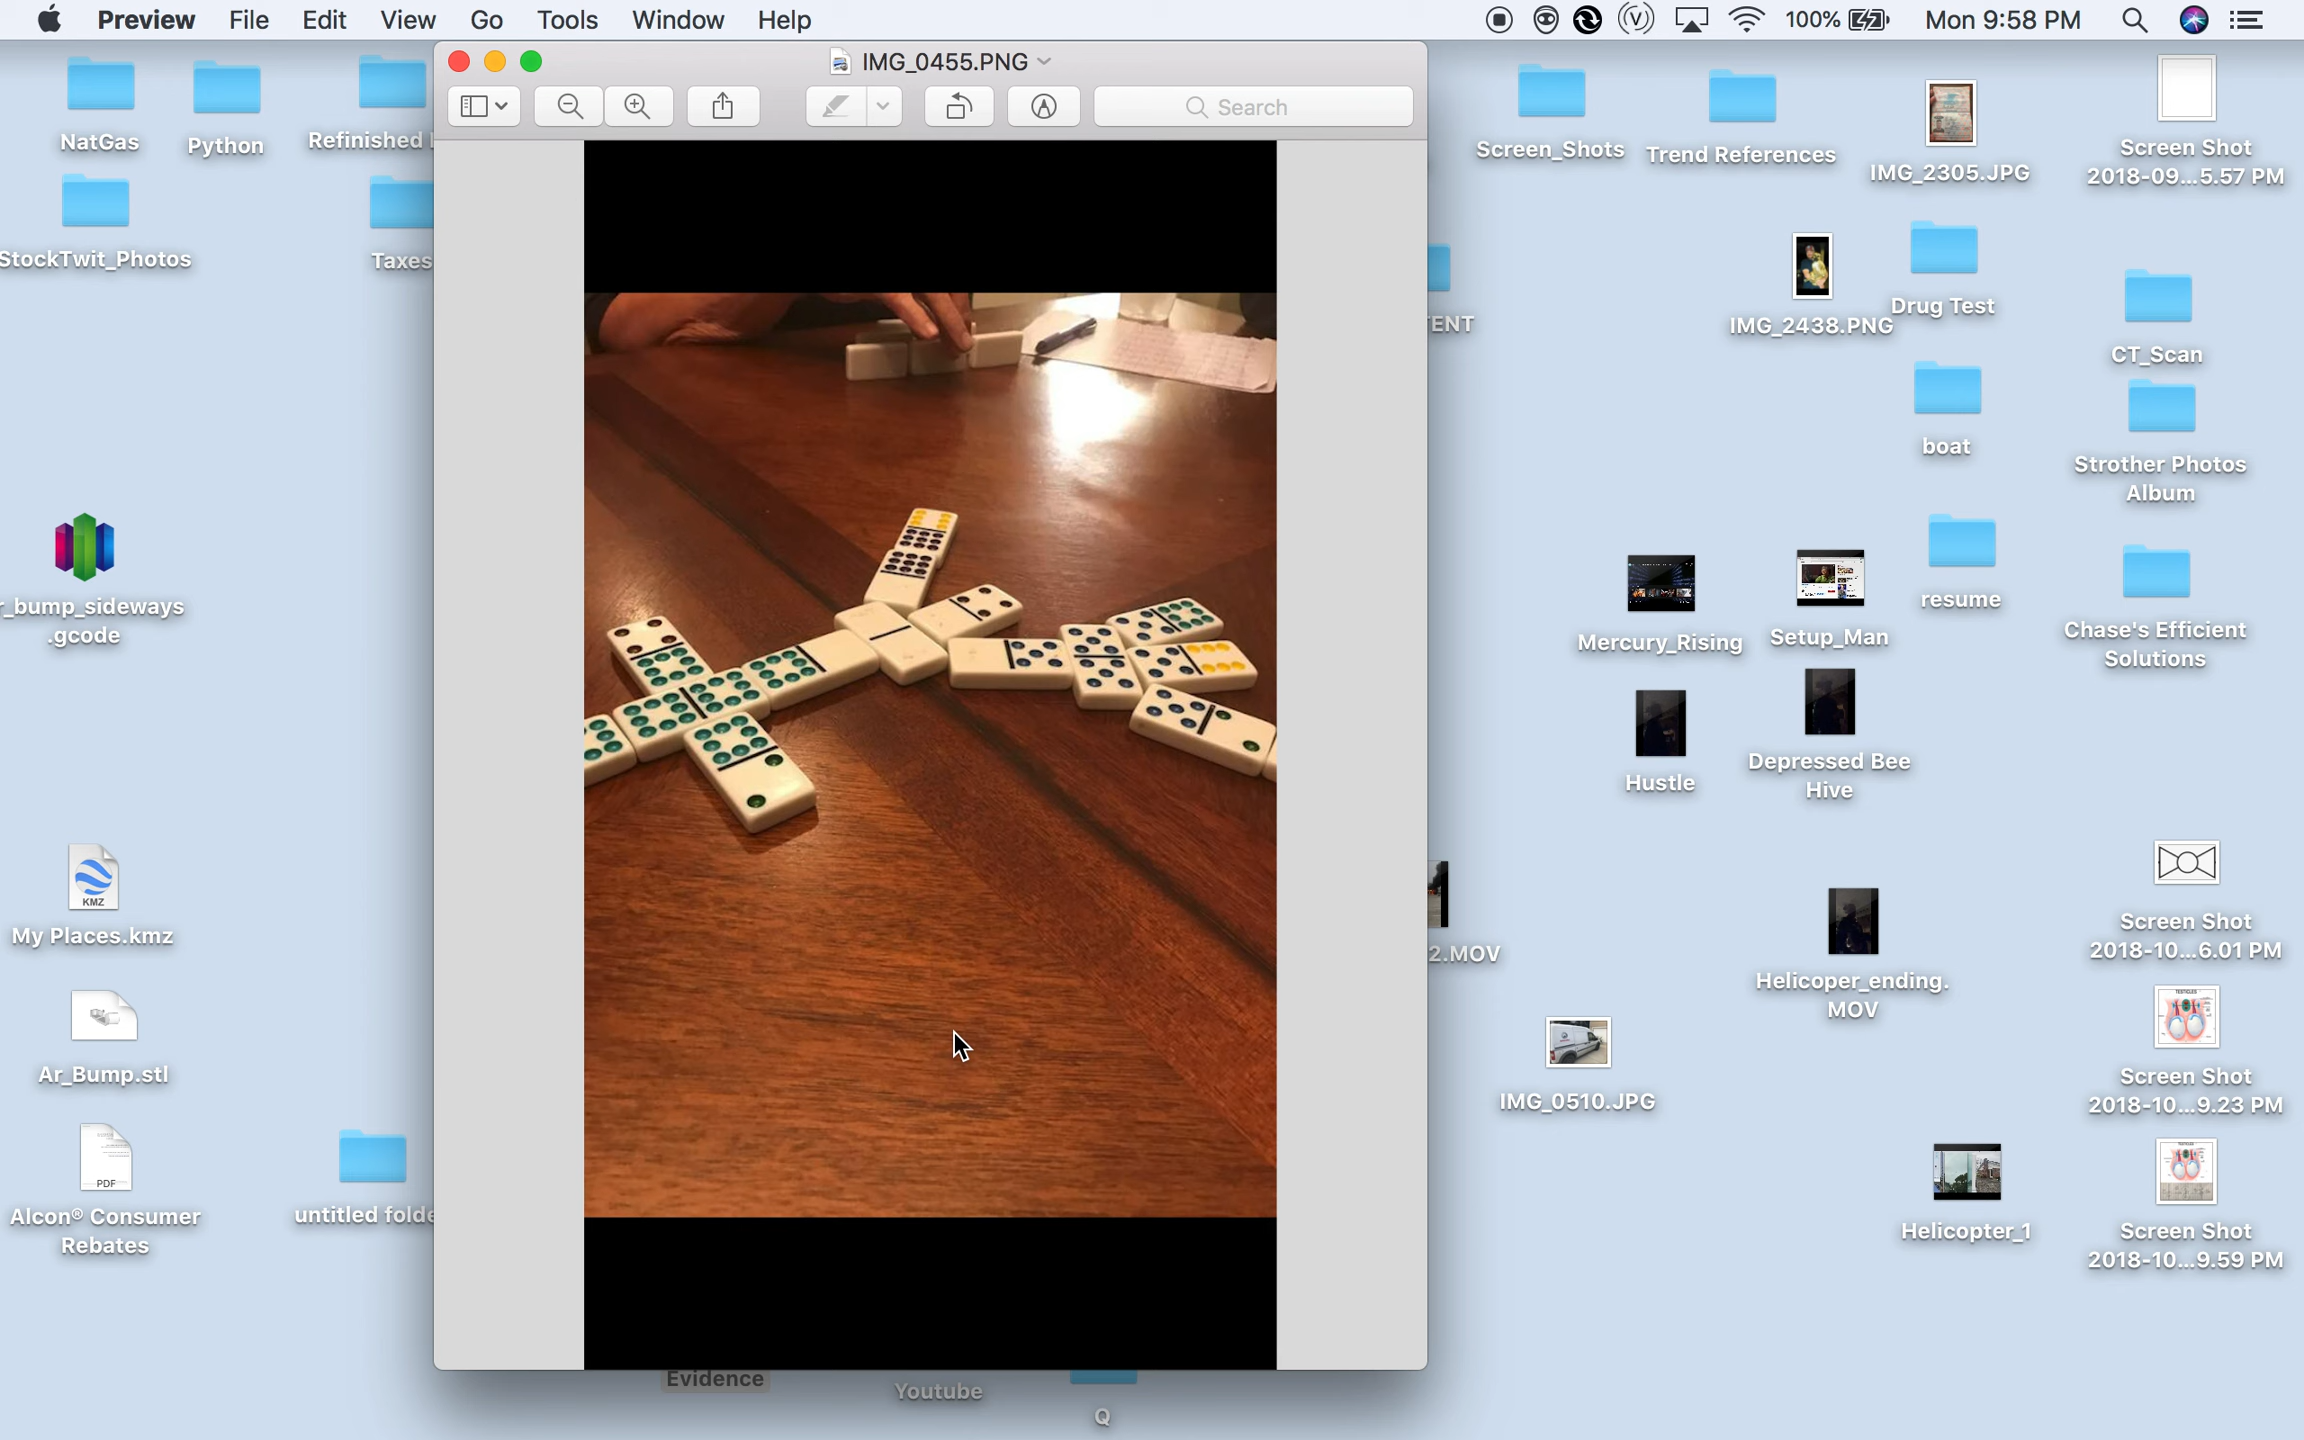 Preview File Edit View Go Tools Window Help 100% Mon 9:58 PM
IMG_0455.PNG
Search
NatGas
Python
Refinished
StockTwit_Photos
Taxes
r_bump_sideways
.gcode
My Places.kmz
KMZ
Ar_Bump.stl
PDF
Alcon® Consumer
Rebates
untitled folde
Evidence
Youtube
Q
Screen_Shots
Trend References
IMG_2305.JPG
Screen Shot
2018-09...5.57 PM
TENT
IMG_2438.PNG
Drug Test
CT_Scan
boat
Strother Photos
Album
Mercury_Rising
Setup_Man
resume
Chase's Efficient
Solutions
Hustle
Depressed Bee
Hive
2.MOV
Helicoper_ending.
MOV
Screen Shot
2018-10...6.01 PM
IMG_0510.JPG
TESTICLES
Screen Shot
2018-10...9.23 PM
Helicopter_1
Screen Shot
2018-10...9.59 PM